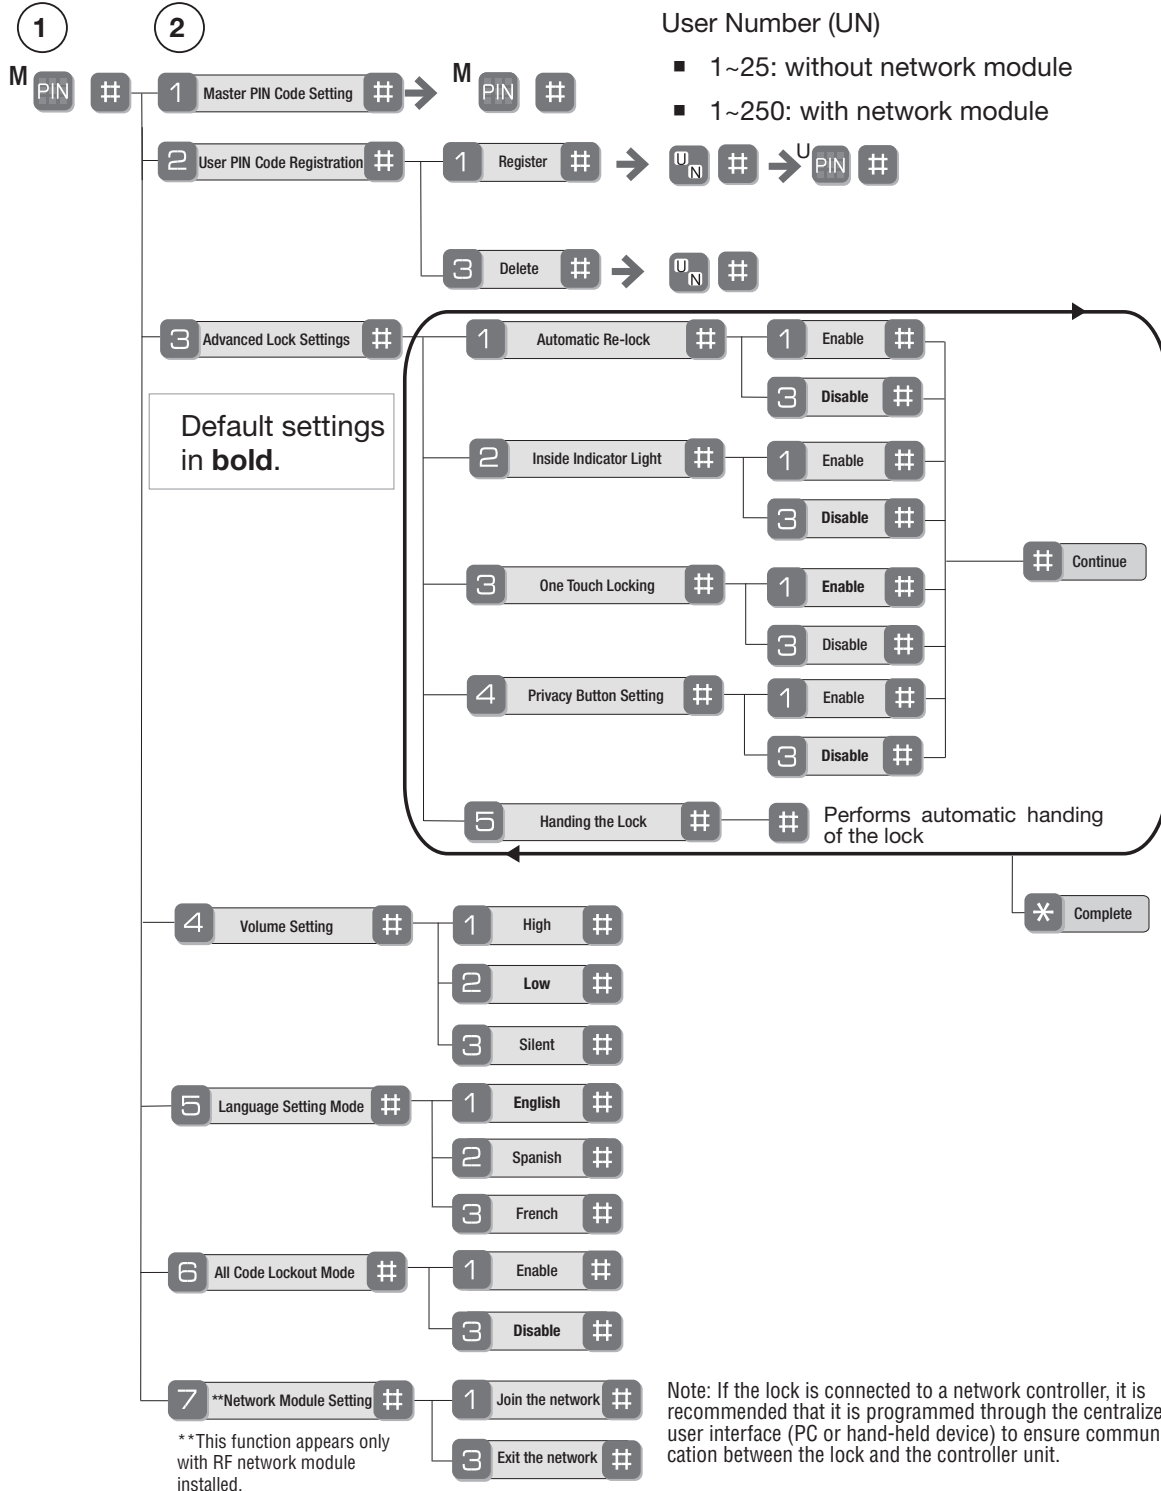 1 2
User Number (UN)
■ 1~25: without network module
■ 1~250: with network module
M PIN # 1 Master PIN Code Setting # M PIN #
2 User PIN Code Registration # 1 Register # UN # U PIN #
3 Delete # UN #
3 Advanced Lock Settings # 1 Automatic Re-lock # 1 Enable #
3 Disable #
Default settings
in bold.
2 Inside Indicator Light # 1 Enable #
3 Disable #
# Continue
3 One Touch Locking # 1 Enable #
3 Disable #
4 Privacy Button Setting # 1 Enable #
3 Disable #
5 Handing the Lock # # Performs automatic handing
of the lock
* Complete
4 Volume Setting # 1 High #
2 Low #
3 Silent #
5 Language Setting Mode # 1 English #
2 Spanish #
3 French #
6 All Code Lockout Mode # 1 Enable #
3 Disable #
7 **Network Module Setting # 1 Join the network #
3 Exit the network #
**This function appears only
with RF network module
installed.
Note: If the lock is connected to a network controller, it is
recommended that it is programmed through the centralize
user interface (PC or hand-held device) to ensure commun
cation between the lock and the controller unit.